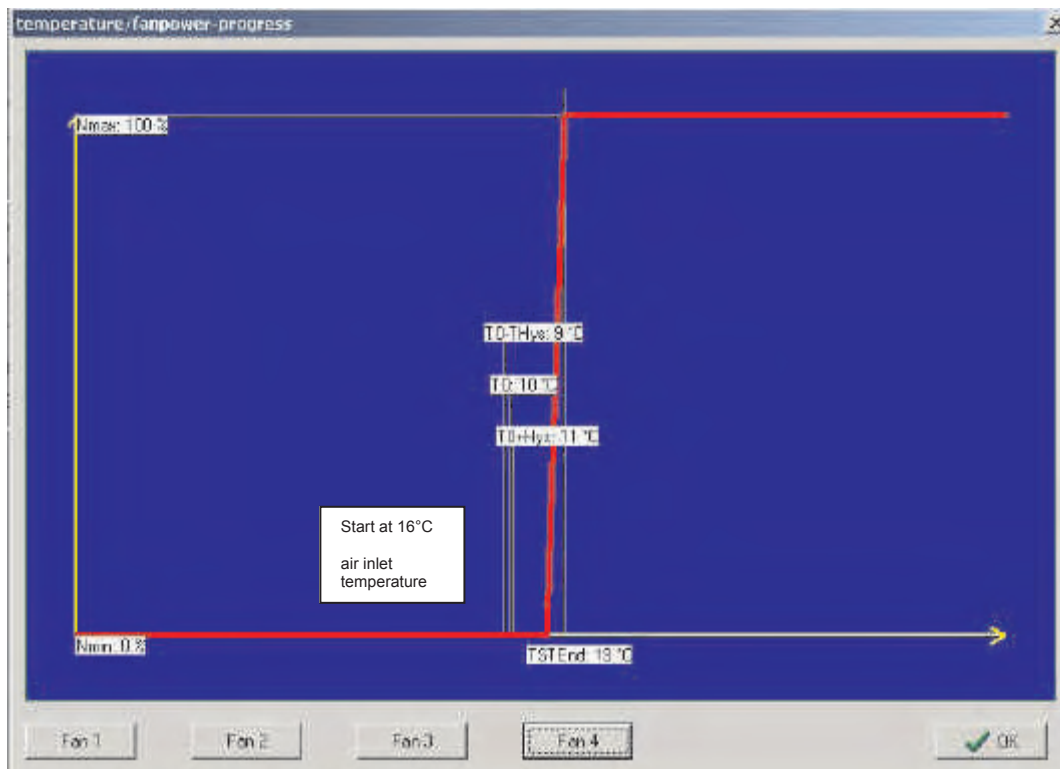 temperature/fanpower-progress
Nmax: 100 %
T0-THys: 9 °C
T0: 10 °C
T0+Hys: 11 °C
Start at 16°C
air inlet
temperature
Nmin: 0 %
TSTEnd: °C
Fan 1 Fan 2 Fan 3 Fan 4 OK